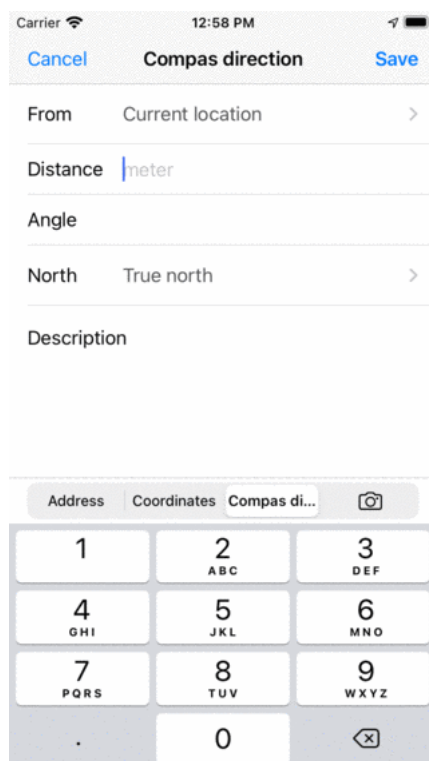 Carrier 12:58 PM
Cancel Compas direction Save
From Current location
Distance meter
Angle
North True north
Description
Address Coordinates Compas di...
1 2 3
ABC DEF
4 5 6
GHI JKL MNO
7 8 9
PQRS TUV WXYZ
. 0